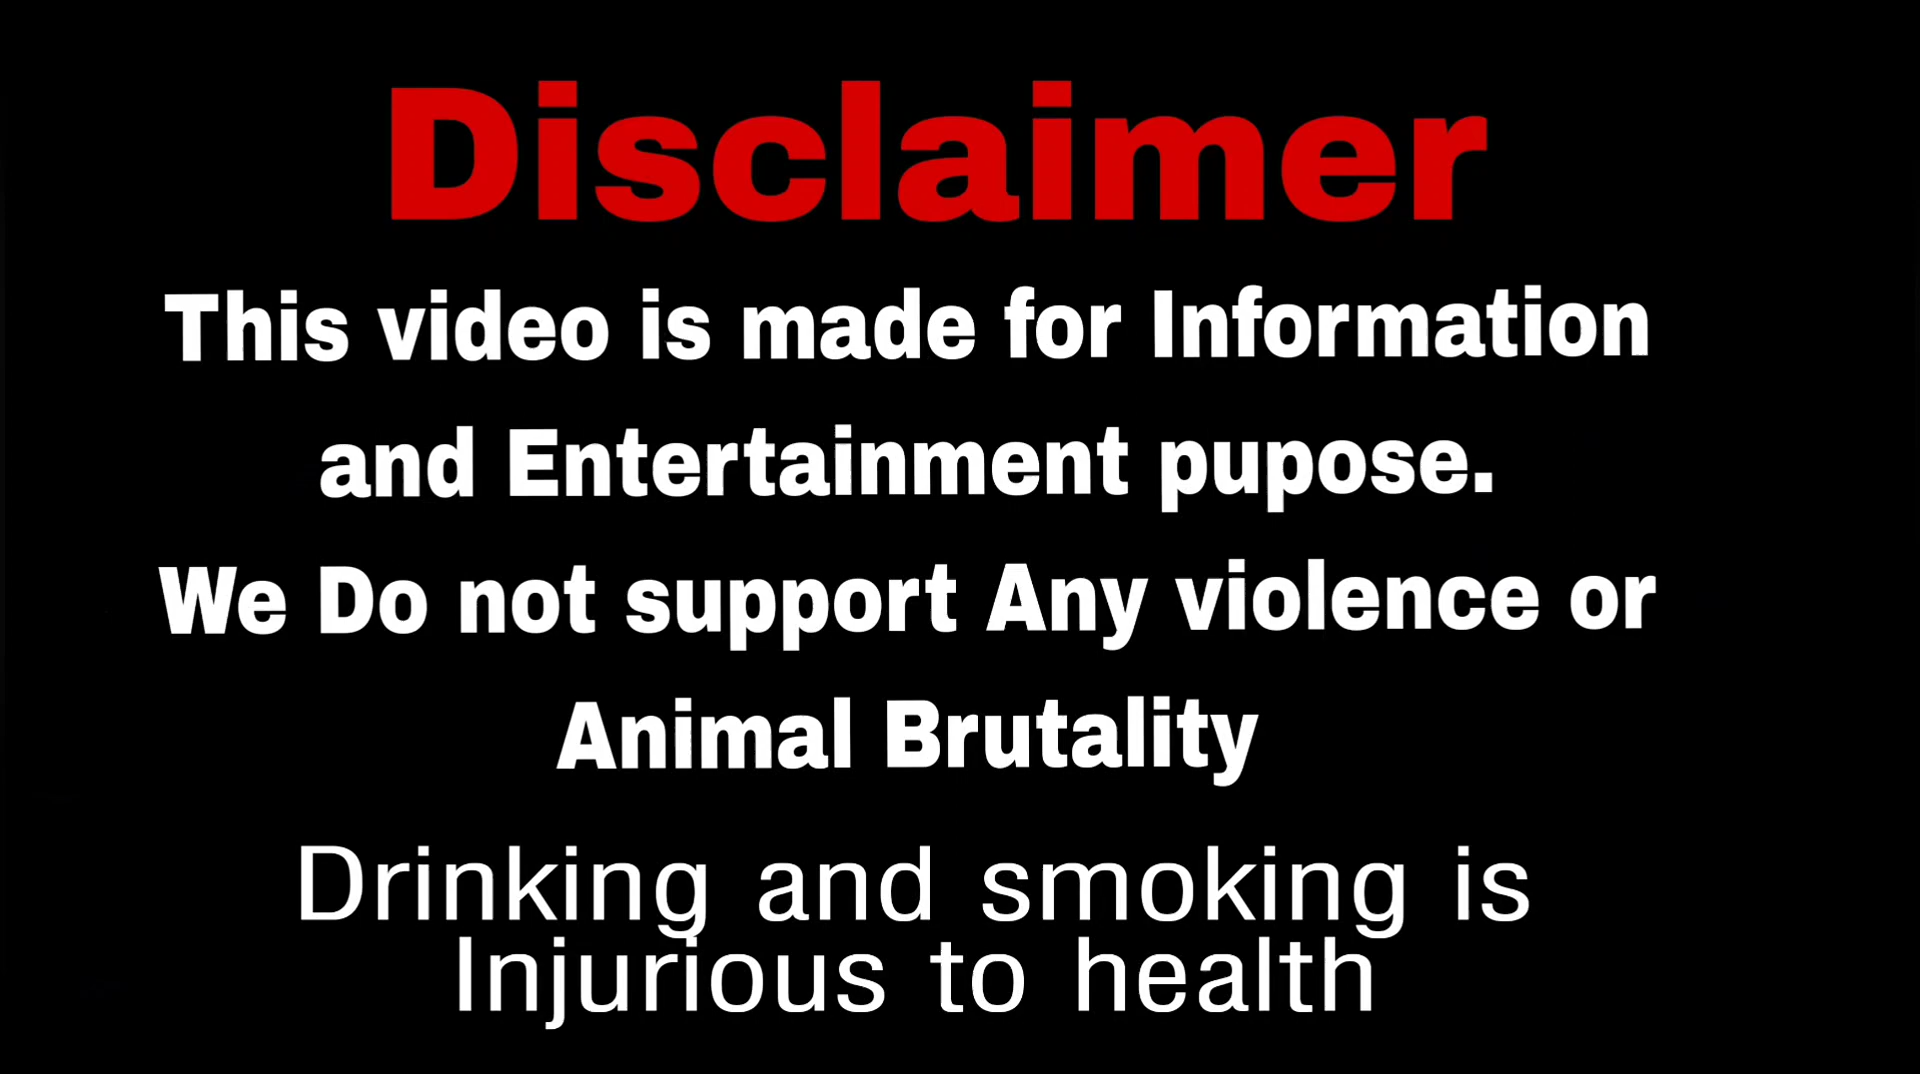 Disclaimer
This video is made for Information
and Entertainment pupose.
We Do not support Any violence or
Animal Brutality
Drinking and smoking is
Injurious to health